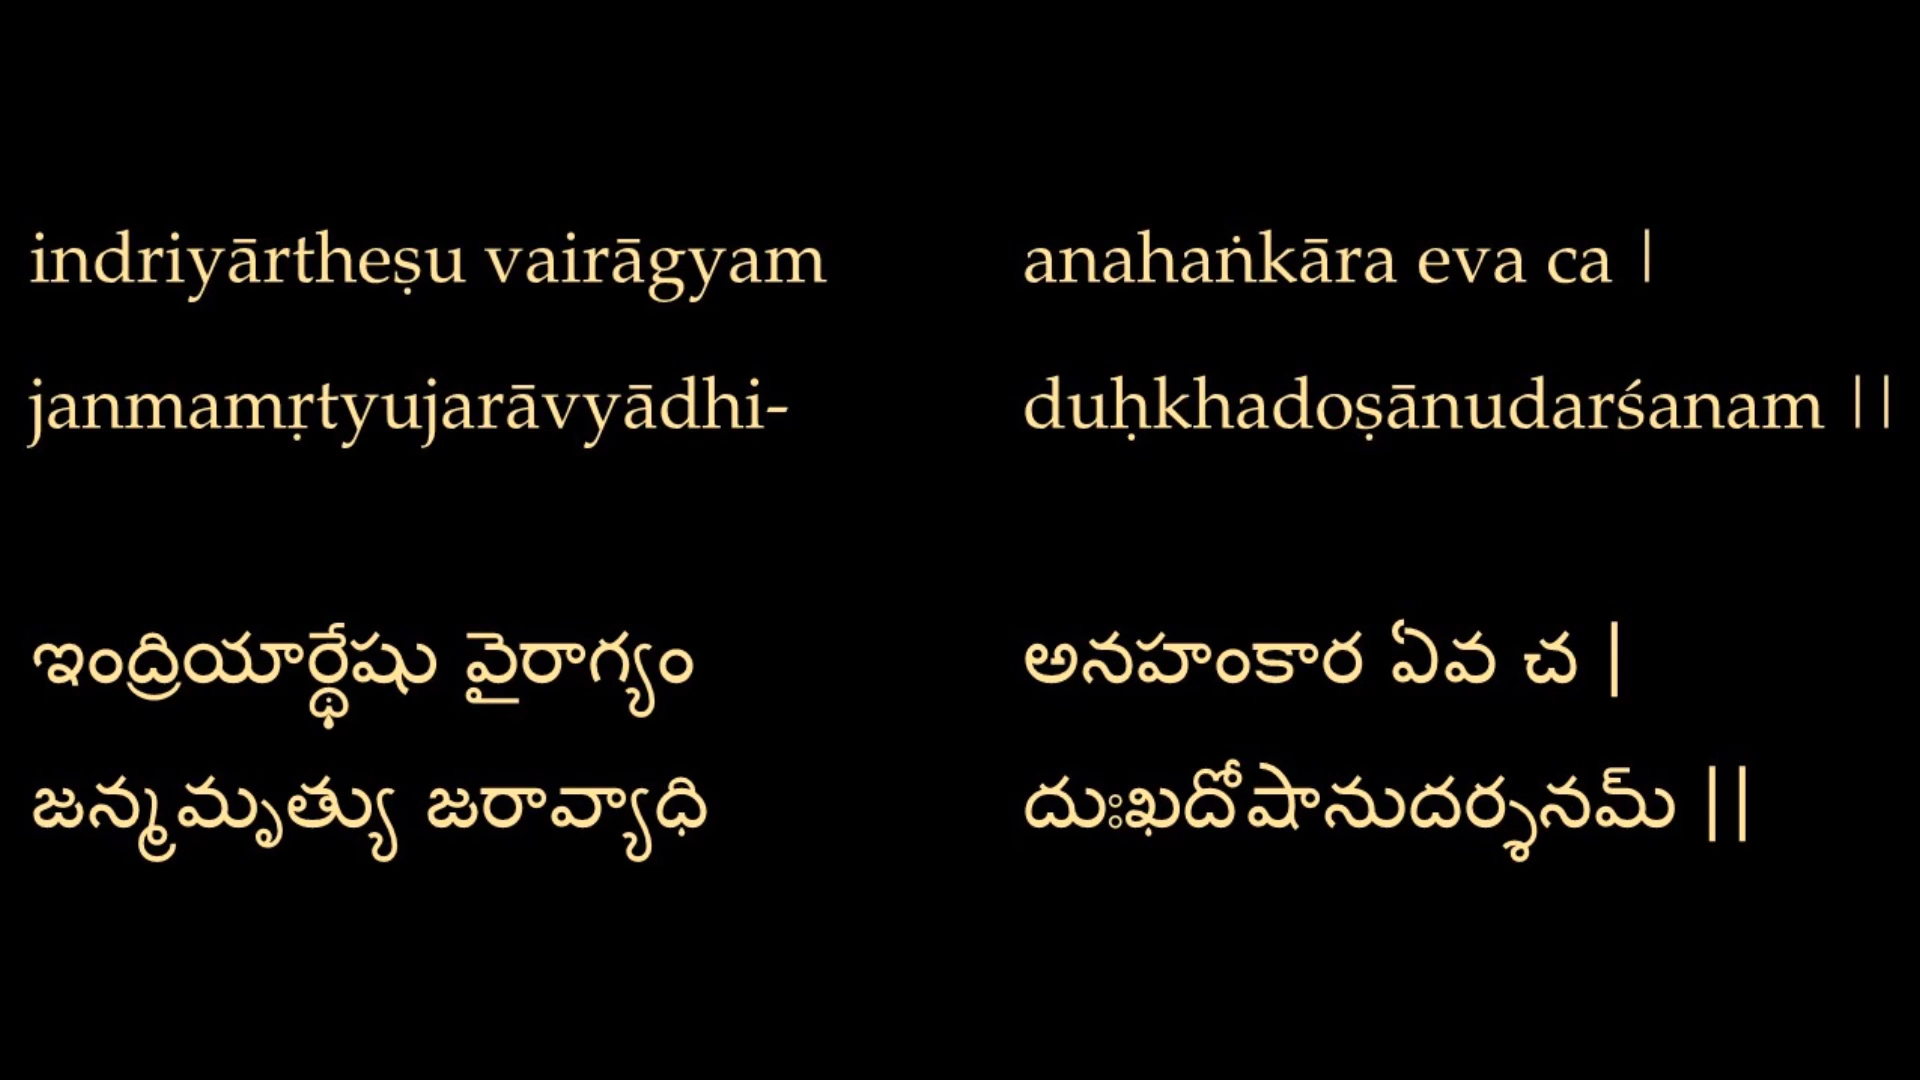 indriyārtheṣu vairāgyam anahaṅkāra eva ca |
janmamṛtyujarāvyādhi- duḥkhadoṣānudarśanam ||
ఇంద్రియార్థేషు వైరాగ్యం అనహంకార ఏవ చ |
జన్మమృత్యు జరావ్యాధి దుఃఖదోషానుదర్శనమ్ ||